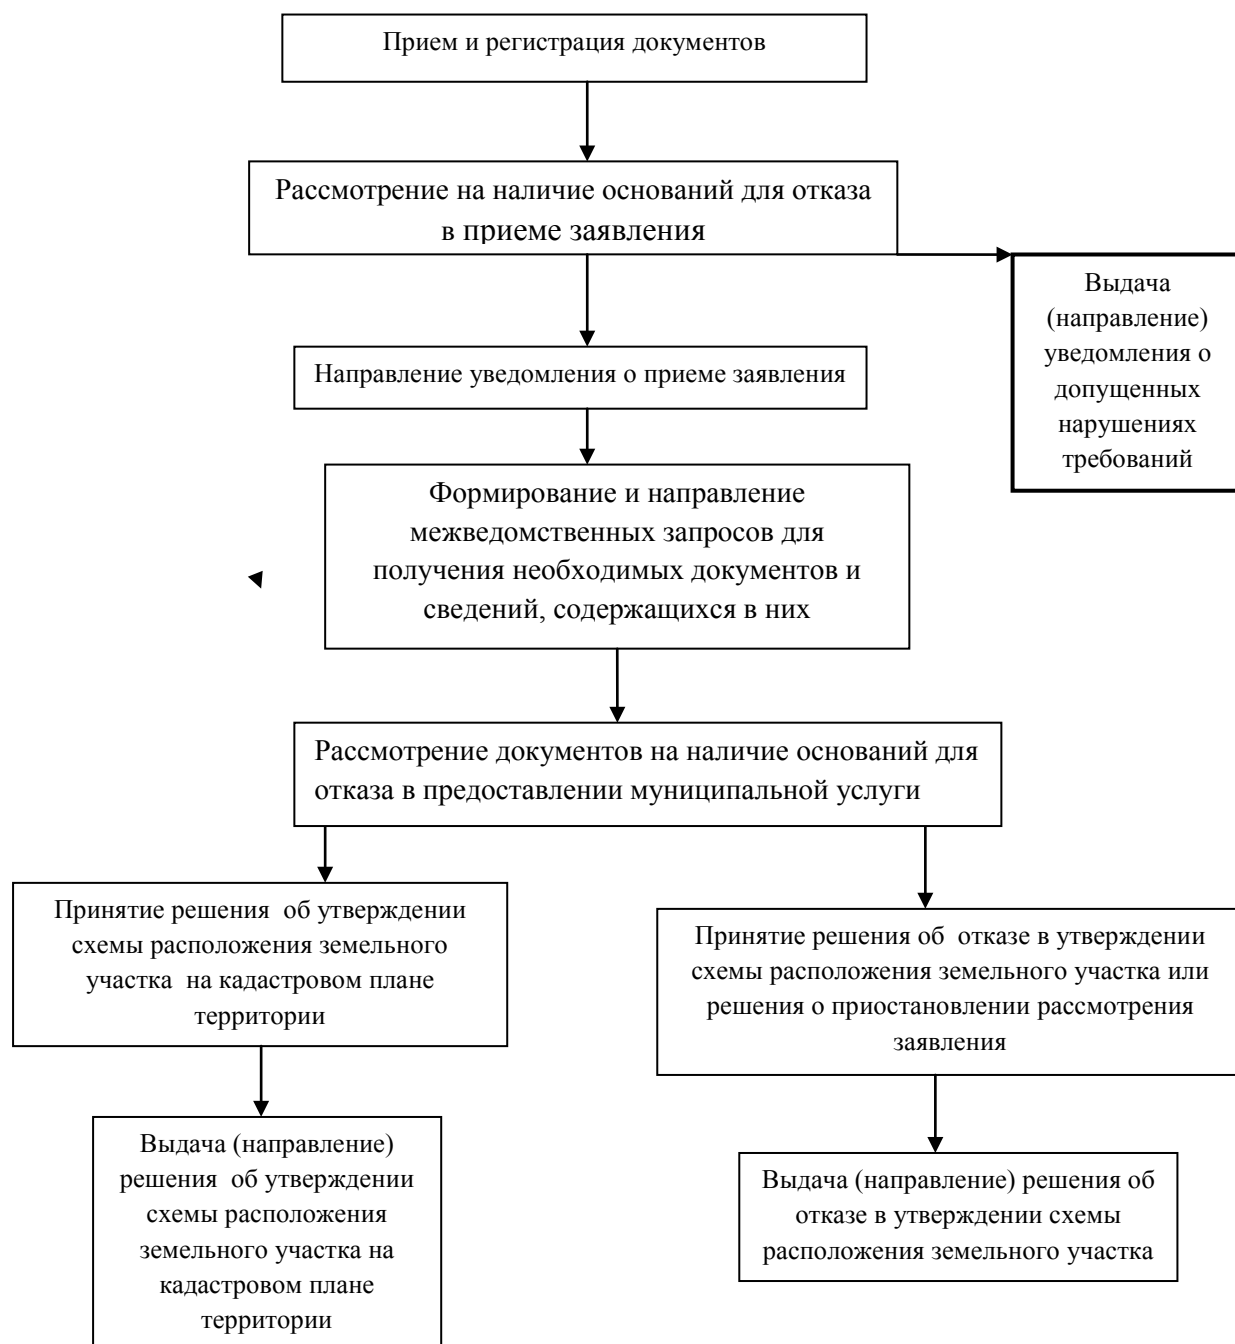 Прием и регистрация документов
Рассмотрение на наличие оснований для отказа
в приеме заявления
Выдача
(направление)
уведомления о
допущенных
нарушениях
требований
Направление уведомления о приеме заявления
Формирование и направление
межведомственных запросов для
получения необходимых документов и
сведений, содержащихся в них
Рассмотрение документов на наличие оснований для
отказа в предоставлении муниципальной услуги
Принятие решения об утверждении
схемы расположения земельного
участка на кадастровом плане
территории
Принятие решения об отказе в утверждении
схемы расположения земельного участка или
решения о приостановлении рассмотрения
заявления
Выдача (направление)
решения об утверждении
схемы расположения
земельного участка на
кадастровом плане
территории
Выдача (направление) решения об
отказе в утверждении схемы
расположения земельного участка